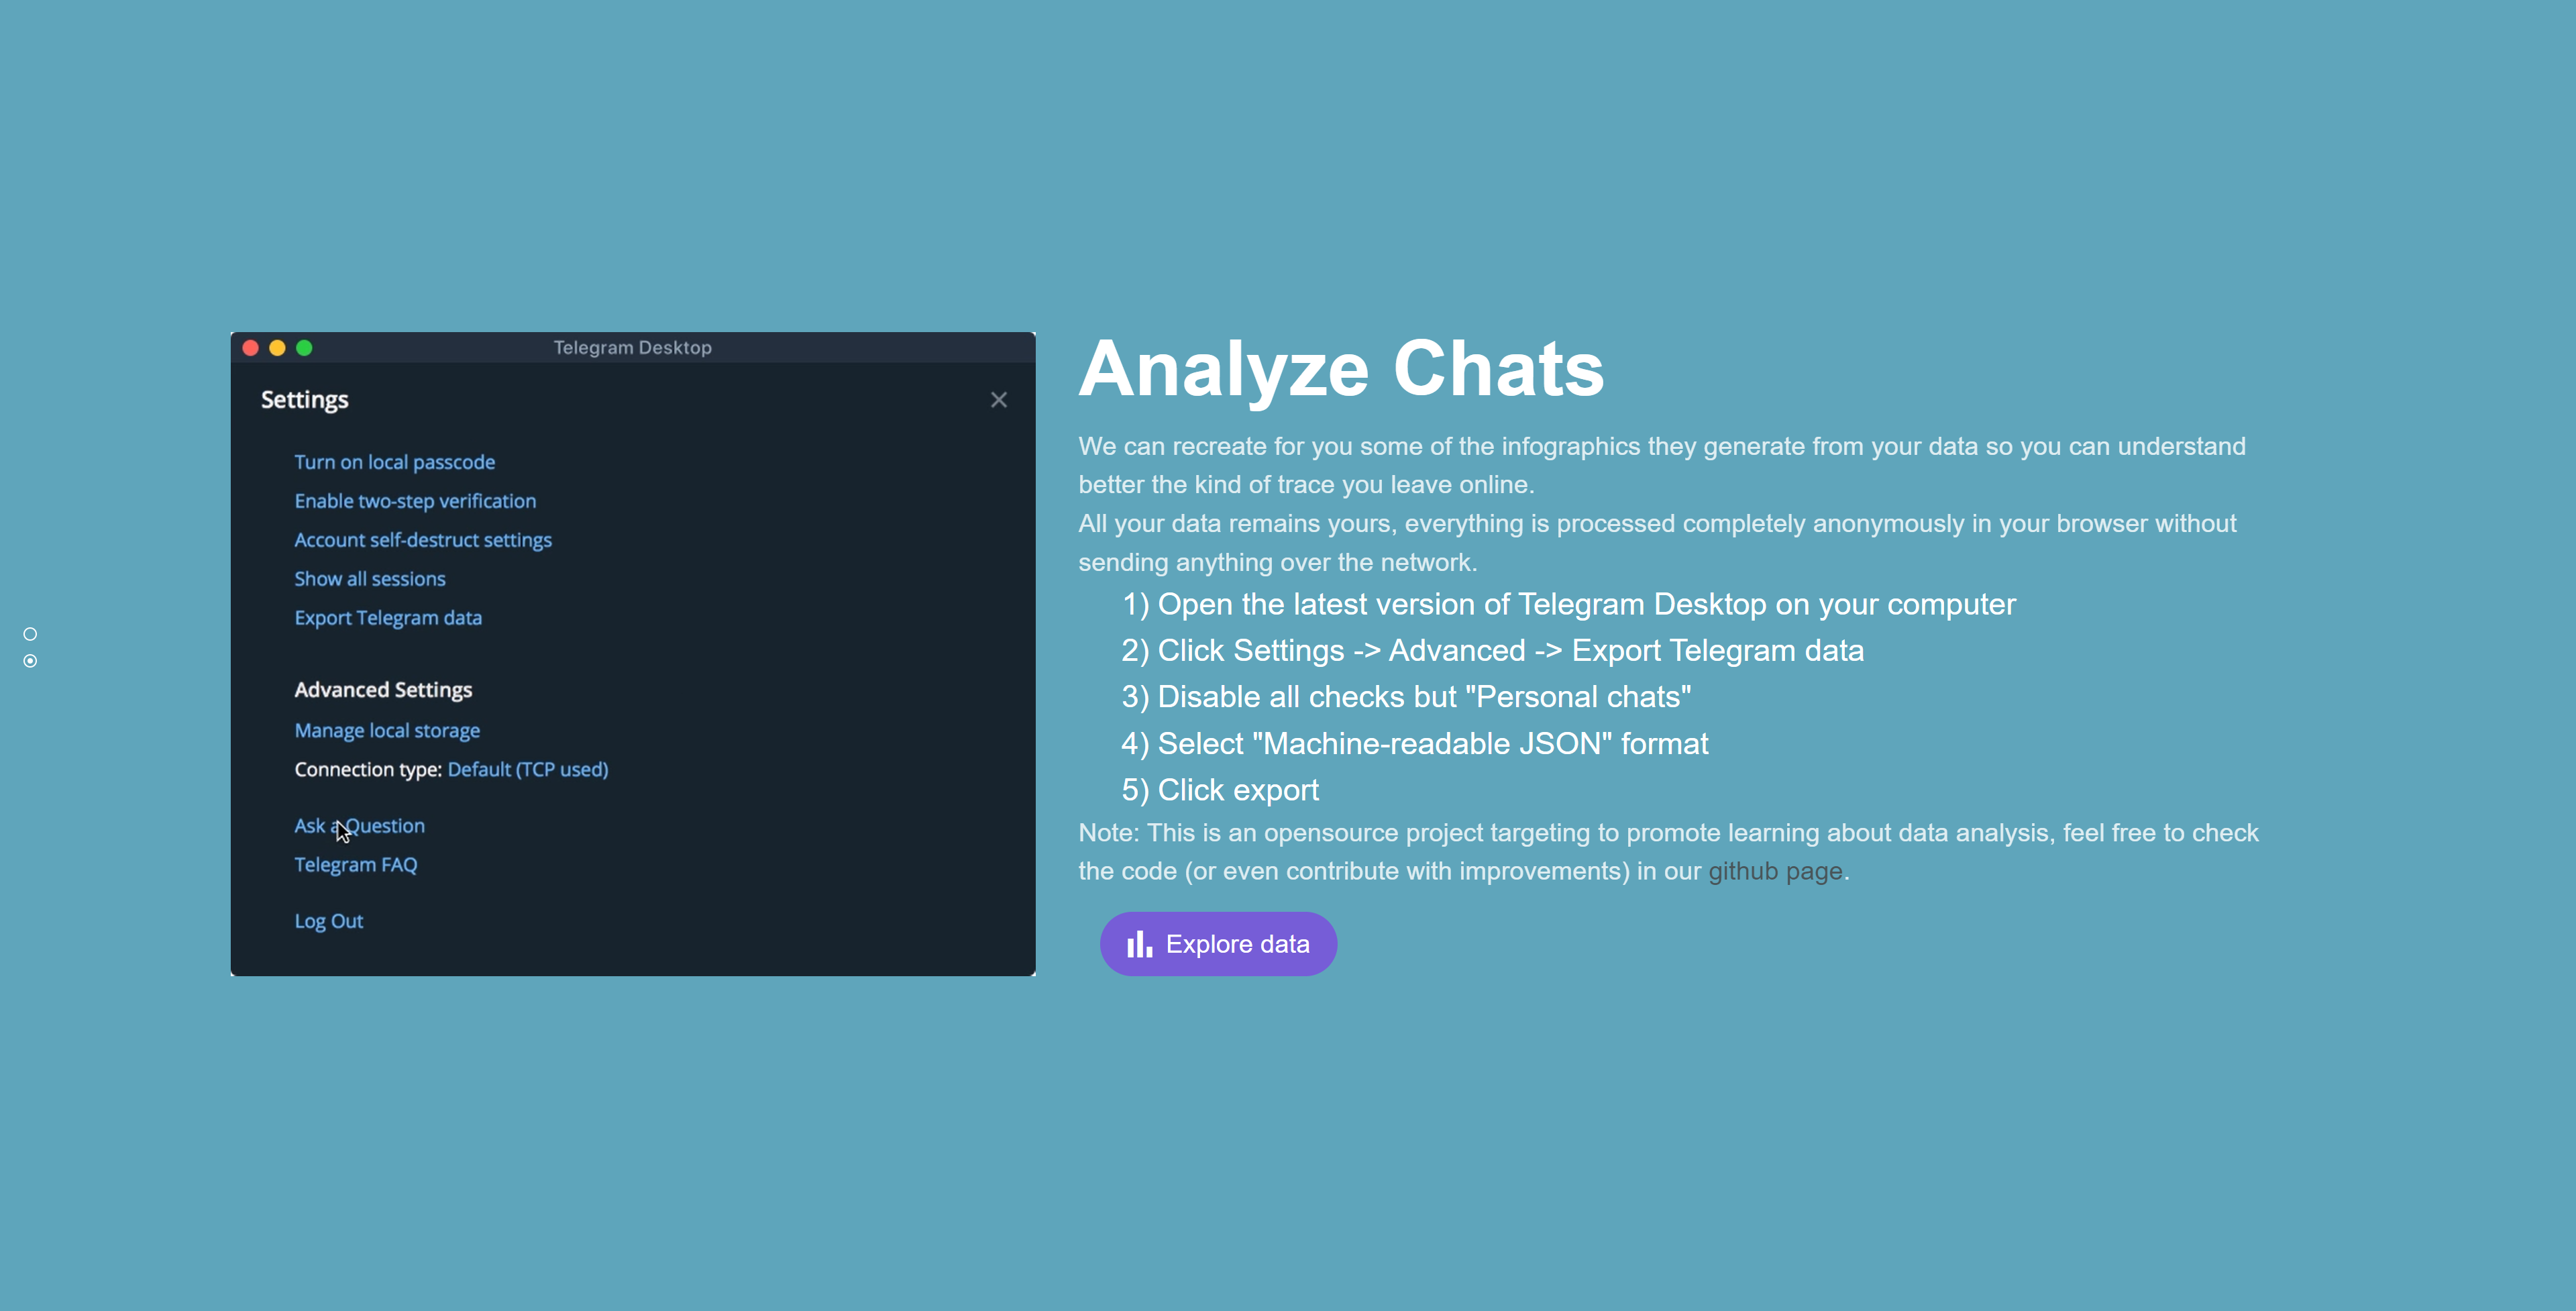 Telegram Desktop
Settings
Turn on local passcode
Enable two-step verification
Account self-destruct settings
Show all sessions
Export Telegram data
Advanced Settings
Manage local storage
Connection type: Default (TCP used)
Ask a Question
Telegram FAQ
Log Out
Analyze Chats
We can recreate for you some of the infographics they generate from your data so you can understand
better the kind of trace you leave online.
All your data remains yours, everything is processed completely anonymously in your browser without
sending anything over the network.
1) Open the latest version of Telegram Desktop on your computer
2) Click Settings -> Advanced -> Export Telegram data
3) Disable all checks but "Personal chats"
4) Select "Machine-readable JSON" format
5) Click export
Note: This is an opensource project targeting to promote learning about data analysis, feel free to check
the code (or even contribute with improvements) in our github page.
Explore data